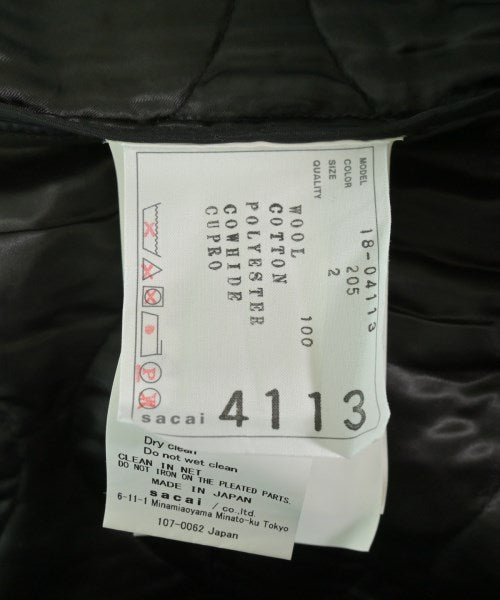 MODEL 18-04113
COLOR 205
SIZE 2
QUALITY
WOOL 100
COTTON
POLYESTER
COWHIDE
CUPRO
sacai 4113
Dry clean
Do not wet clean
CLEAN IN NET
DO NOT IRON ON THE PLEATED PARTS.
MADE IN JAPAN
sacai / co.,ltd.
6-11-1 Minamiaoyama Minato-ku Tokyo
107-0062 Japan